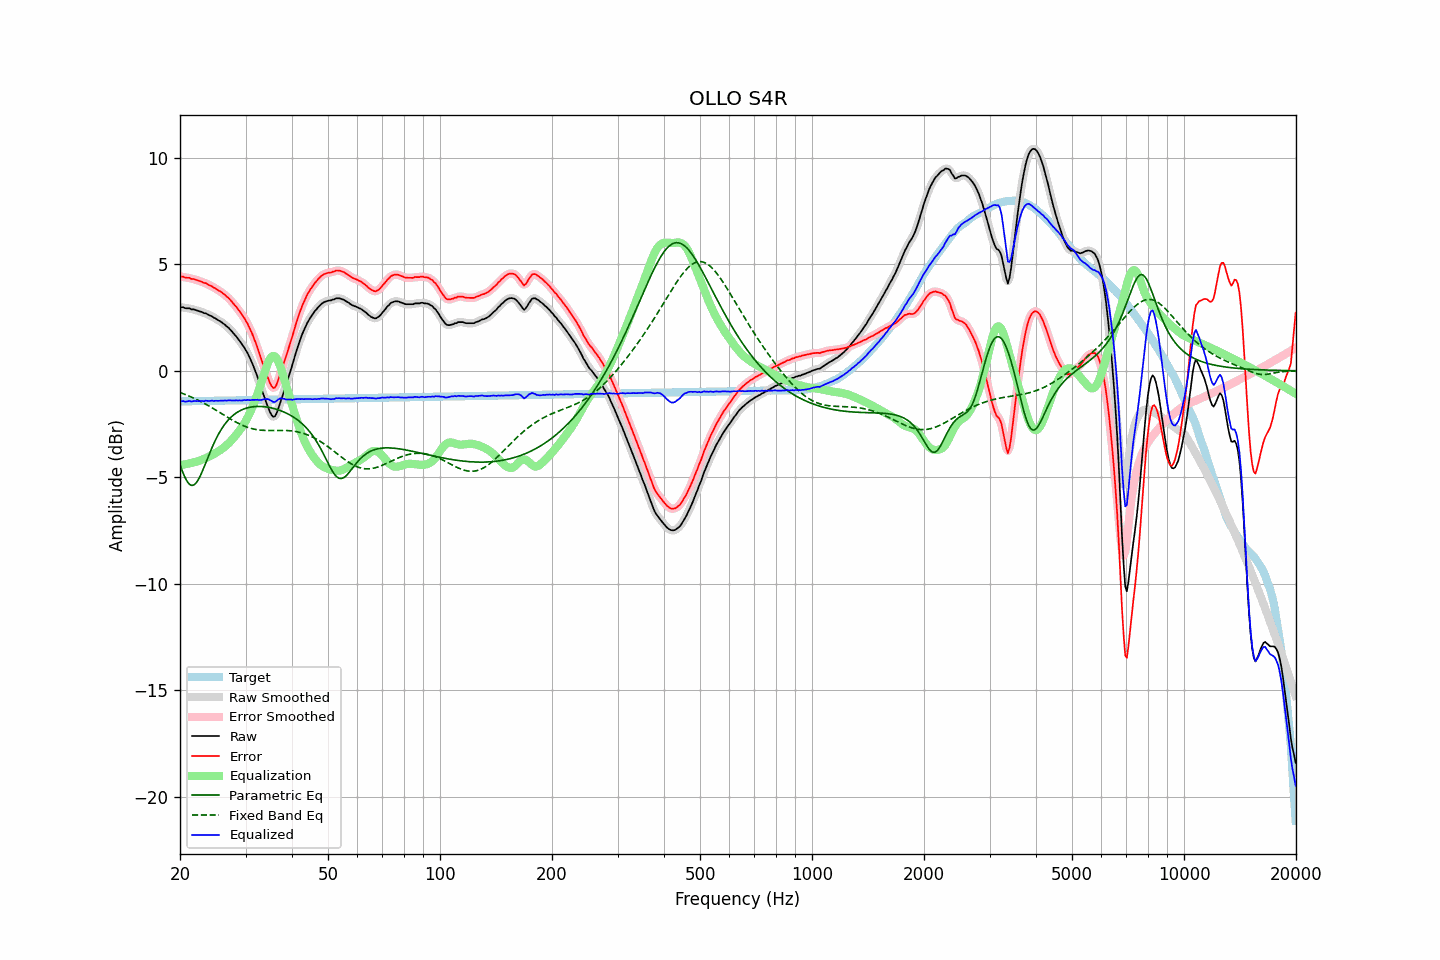 OLLO S4R
10
5
0
−5
−10
−15
−20
Amplitude (dBr)
Target
Raw Smoothed
Error Smoothed
Raw
Error
Equalization
Parametric Eq
Fixed Band Eq
Equalized
20 50 100 200 500 1000 2000 5000 10000 20000
Frequency (Hz)